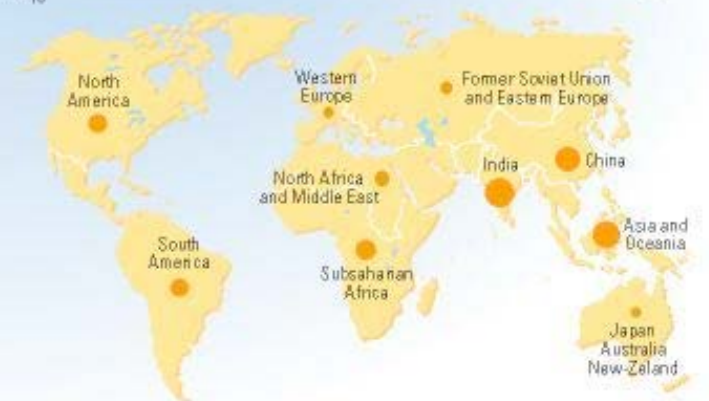 North
America
Western
Europe
Former Soviet Union
and Eastern Europe
India
China
North Africa
and Middle East
Asia and
Oceania
South
America
Subsaharian
Africa
Japan
Australia
New-Zeland